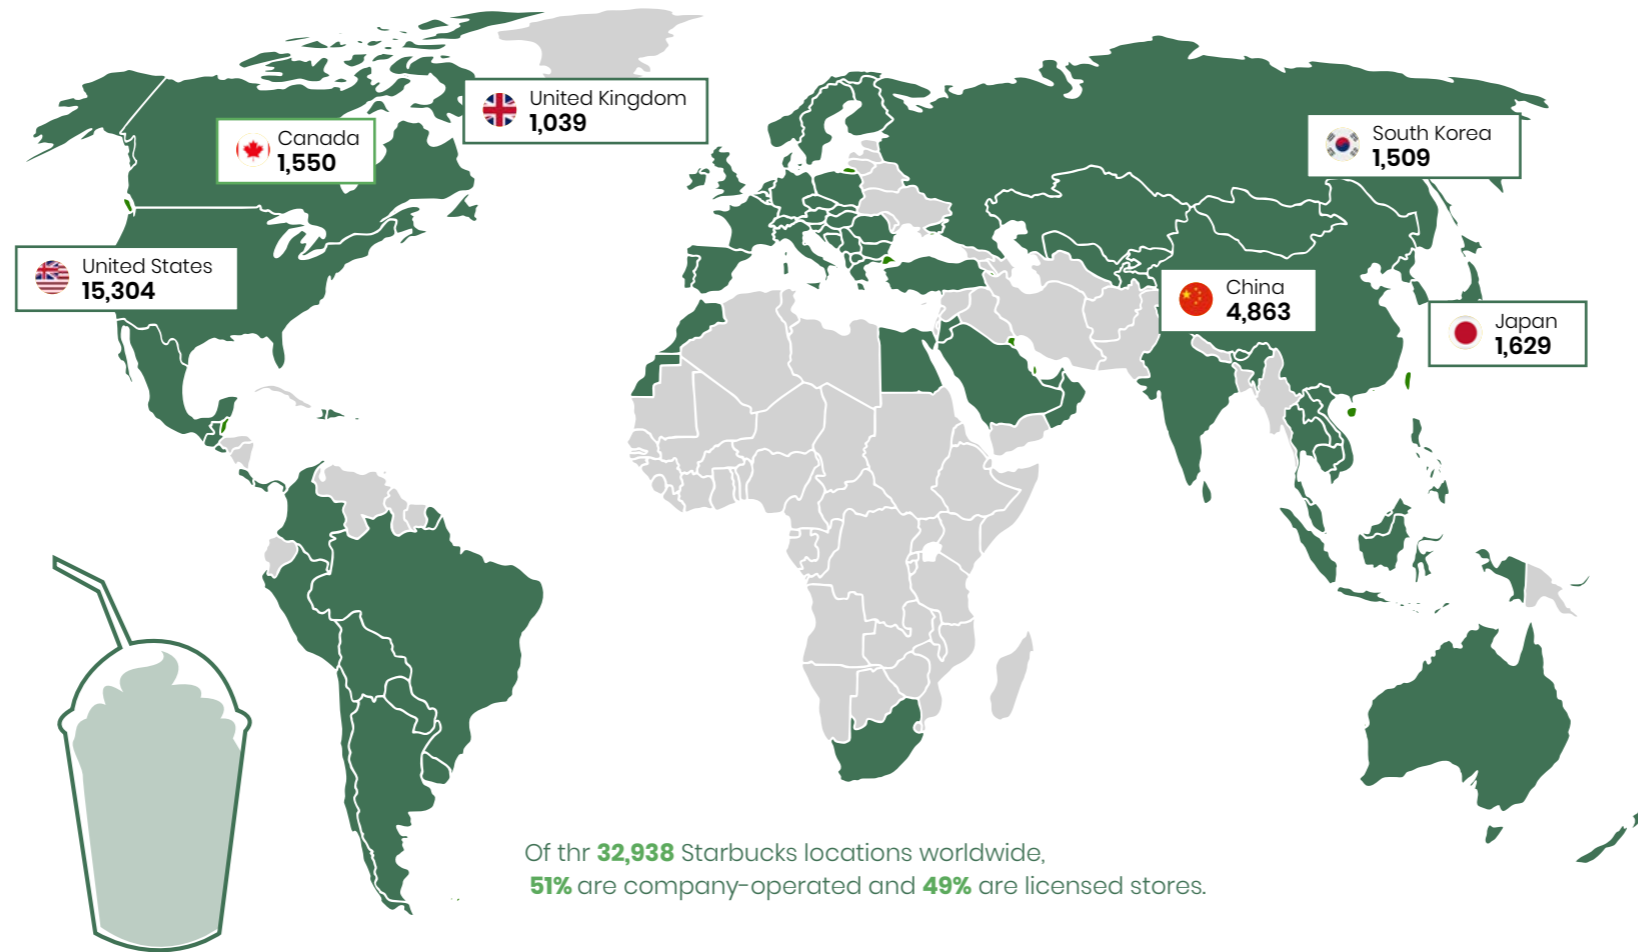 United Kingdom
1,039
Canada
1,550
South Korea
1,509
United States
15,304
China
4,863
Japan
1,629
Of thr 32,938 Starbucks locations worldwide,
51% are company-operated and 49% are licensed stores.